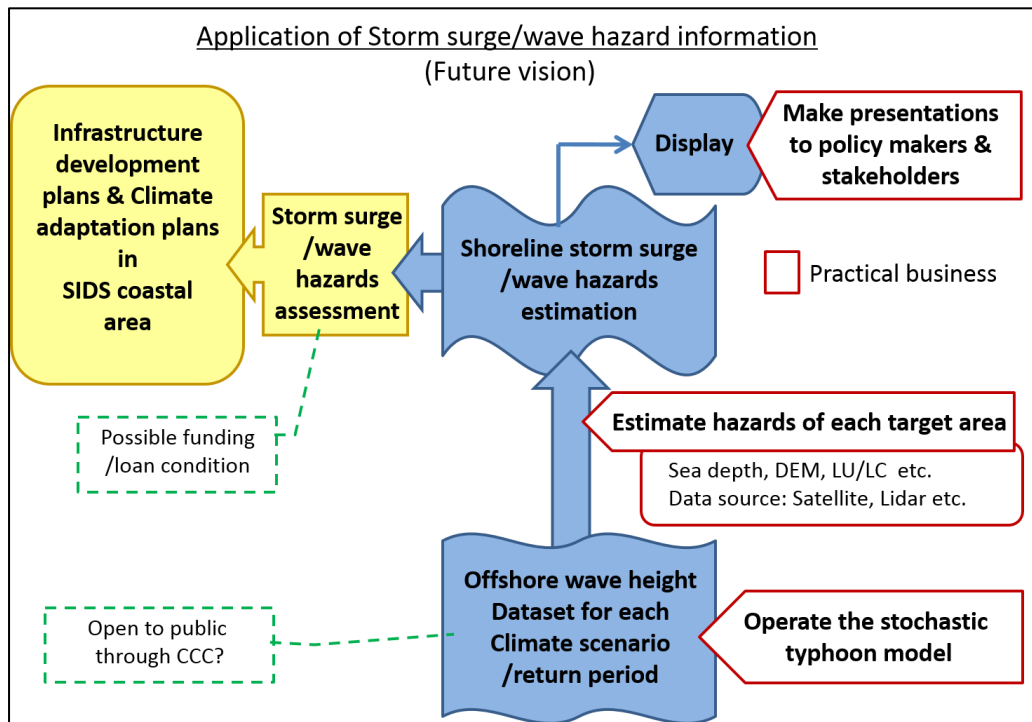 Application of Storm surge/wave hazard information
(Future vision)
Infrastructure
development
plans & Climate
adaptation plans
in
SIDS coastal
area
Storm surge
/wave
hazards
assessment
Shoreline storm surge
/wave hazards
estimation
Display
Make presentations
to policy makers &
stakeholders
Practical business
Possible funding
/loan condition
Estimate hazards of each target area
Sea depth, DEM, LU/LC etc.
Data source: Satellite, Lidar etc.
Open to public
through CCC?
Offshore wave height
Dataset for each
Climate scenario
/return period
Operate the stochastic
typhoon model